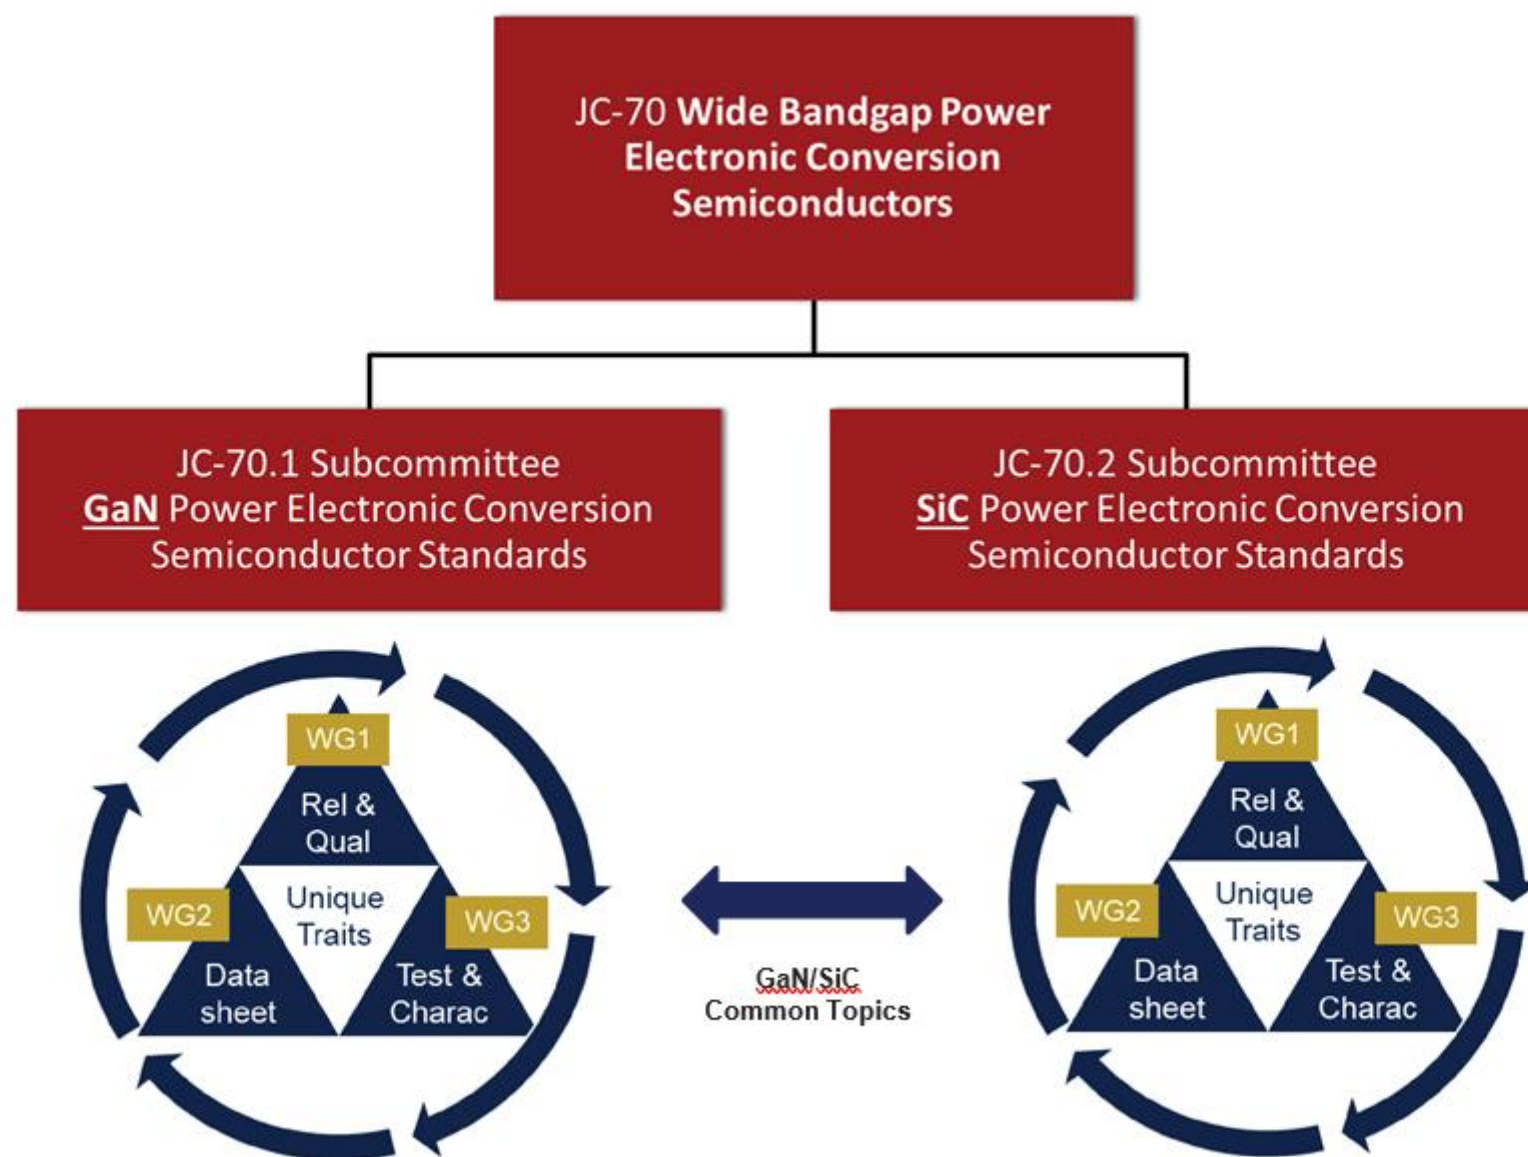 JC-70 Wide Bandgap Power
Electronic Conversion
Semiconductors
JC-70.1 Subcommittee
GaN Power Electronic Conversion
Semiconductor Standards
JC-70.2 Subcommittee
SiC Power Electronic Conversion
Semiconductor Standards
WG1
Rel &
Qual
WG2
Unique
Traits
WG3
Data
sheet
Test &
Charac
GaN/SiC
Common Topics
WG1
Rel &
Qual
WG2
Unique
Traits
WG3
Data
sheet
Test &
Charac